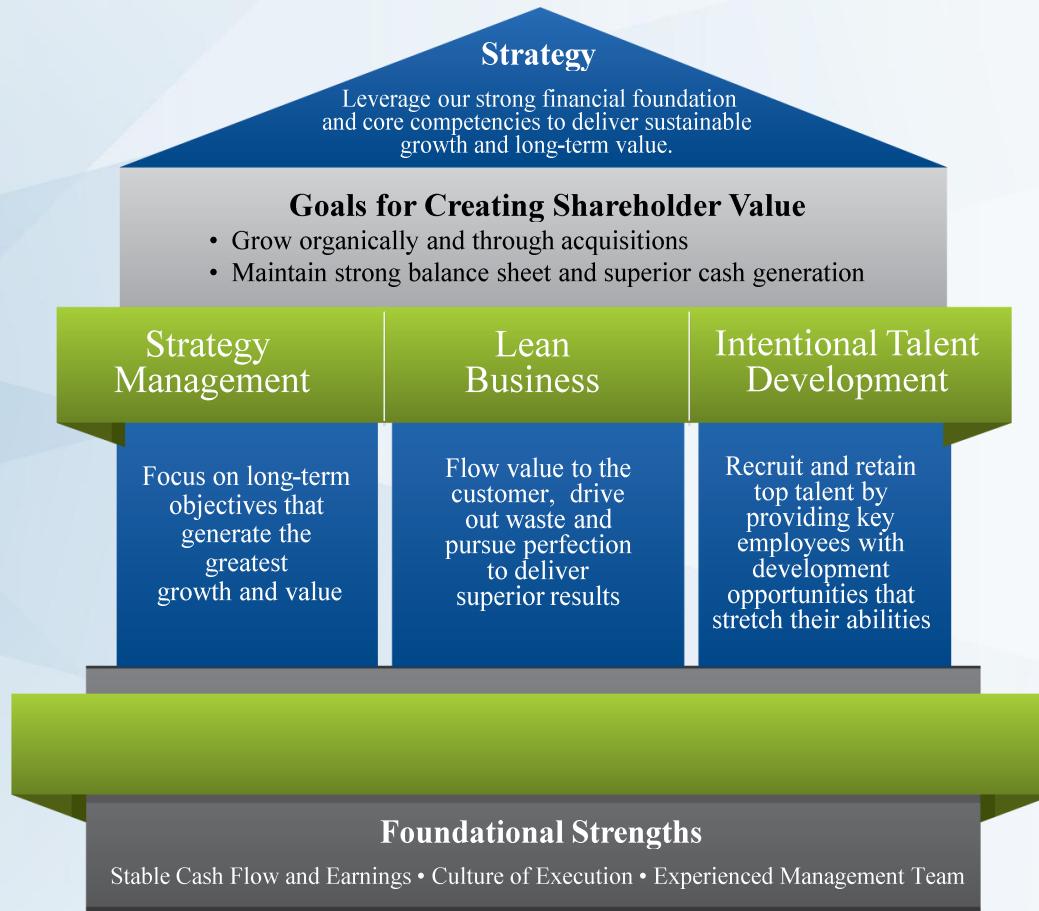 Strategy
Leverage our strong financial foundation
and core competencies to deliver sustainable
growth and long-term value.
Goals for Creating Shareholder Value
• Grow organically and through acquisitions
• Maintain strong balance sheet and superior cash generation
Strategy
Management
Lean
Business
Intentional Talent
Development
Focus on long-term
objectives that
generate the
greatest
growth and value
Flow value to the
customer, drive
out waste and
pursue perfection
to deliver
superior results
Recruit and retain
top talent by
providing key
employees with
development
opportunities that
stretch their abilities
Foundational Strengths
Stable Cash Flow and Earnings • Culture of Execution • Experienced Management Team